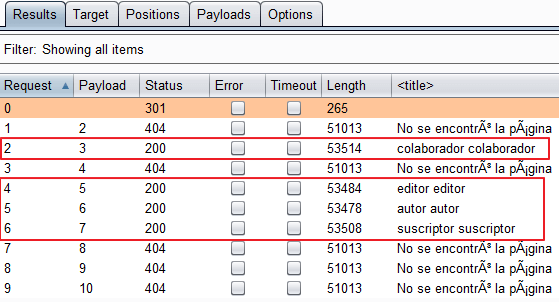 Results Target Positions Payloads Options
Filter: Showing all items
Request Payload Status Error Timeout Length <title>
0 301 265
1 2 404 51013 No se encontrÃ³ la pÃ¡gina
2 3 200 53514 colaborador colaborador
3 4 404 51013 No se encontrÃ³ la pÃ¡gina
4 5 200 53484 editor editor
5 6 200 53478 autor autor
6 7 200 53508 suscriptor suscriptor
7 8 404 51013 No se encontrÃ³ la pÃ¡gina
8 9 404 51013 No se encontrÃ³ la pÃ¡gina
9 10 404 51013 No se encontrÃ³ la pÃ¡gina